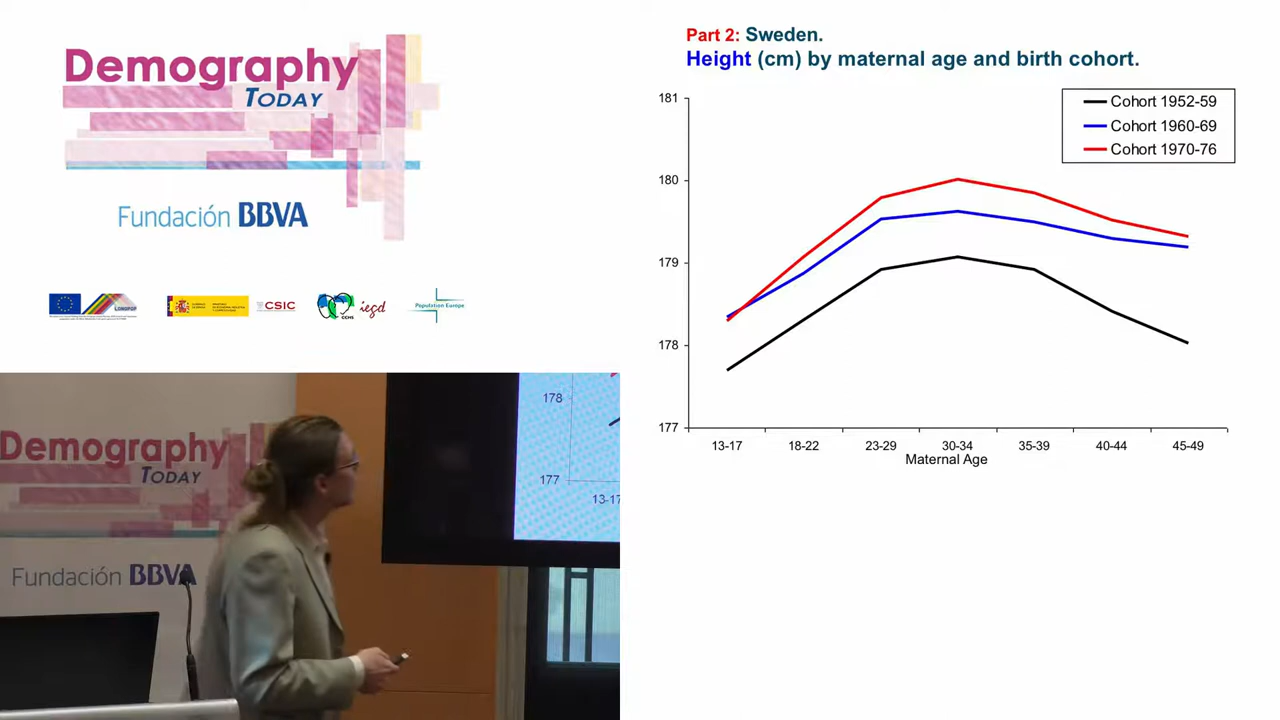 Demography
TODAY
Fundación BBVA
LONGPOP
CSIC
CCHS
iegd
Population Europe
Part 2: Sweden.
Height (cm) by maternal age and birth cohort.
Cohort 1952-59
Cohort 1960-69
Cohort 1970-76
181
180
179
178
177
13-17
18-22
23-29
30-34
35-39
40-44
45-49
Maternal Age
Demography
TODAY
Fundación BBVA
178
177
13-17